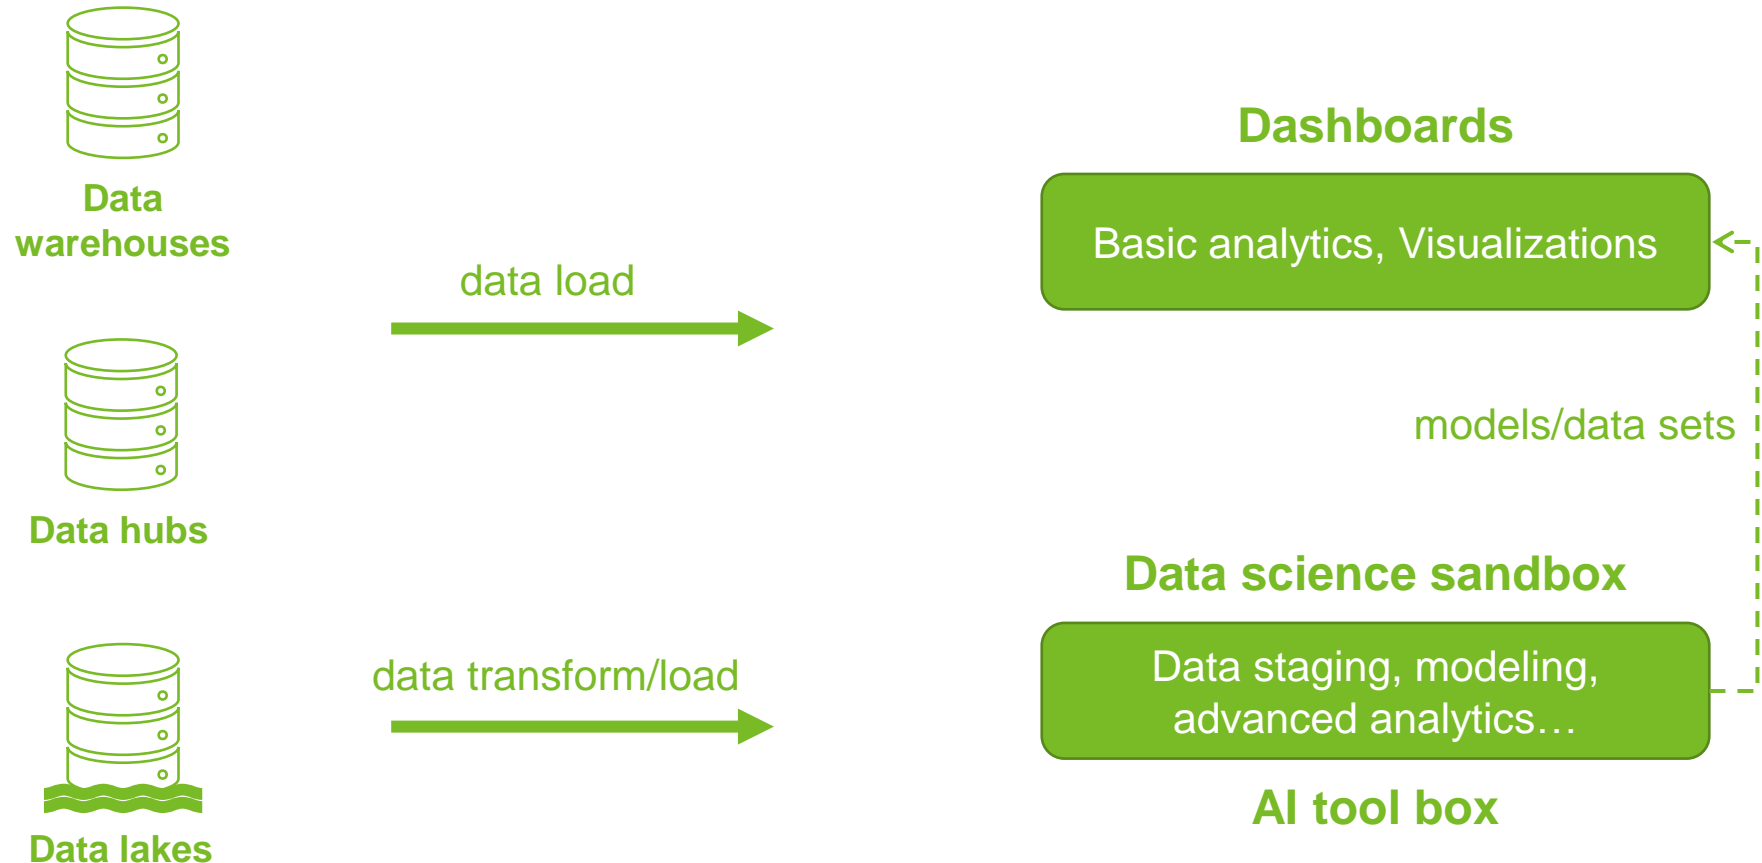 Data
warehouses
Data hubs
Data lakes
data load
data transform/load
Dashboards
Basic analytics, Visualizations
models/data sets
Data science sandbox
Data staging, modeling,
advanced analytics…
AI tool box